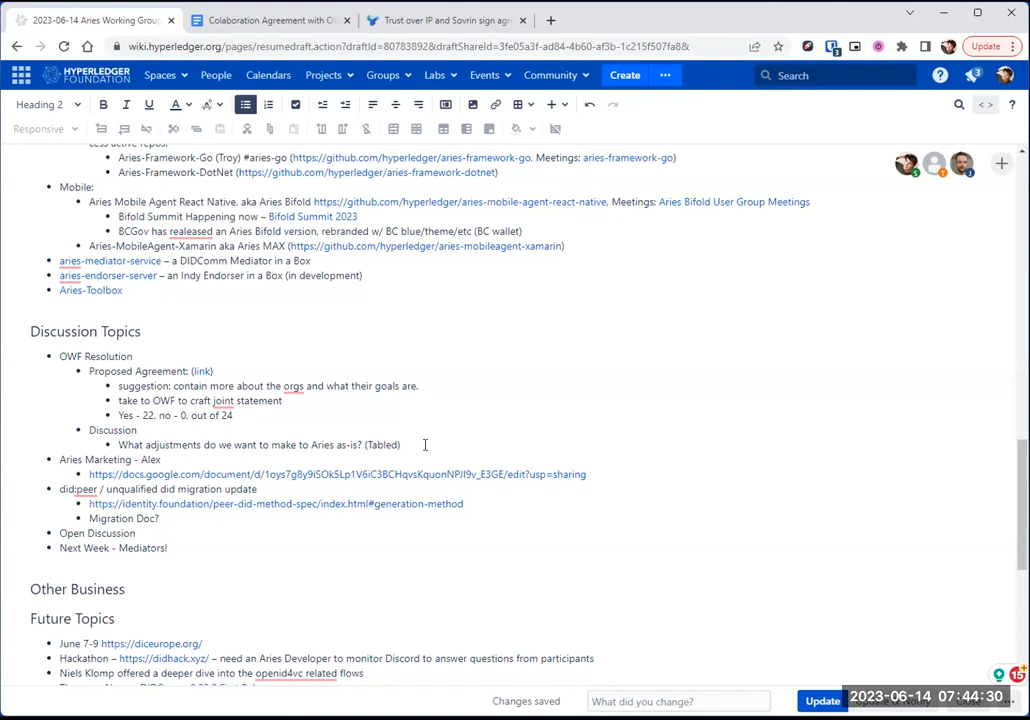 2023-06-14 Aries Working Group
Colaboration Agreement with O
Trust over IP and Sovrin sign agre
wiki.hyperledger.org/pages/resumedraft.action?draftId=80783892&draftShareId=3fe05a3f-ad84-4b60-af3b-1c215f507fa8&
Update
HYPERLEDGER
FOUNDATION
Spaces
People
Calendars
Projects
Groups
Labs
Events
Community
Create
Search
3
Heading 2
B
I
U
A
< >
?
Responsive
Less active repos:
Aries-Framework-Go (Troy) #aries-go (https://github.com/hyperledger/aries-framework-go, Meetings: aries-framework-go)
Aries-Framework-DotNet (https://github.com/hyperledger/aries-framework-dotnet)
Mobile:
Aries Mobile Agent React Native, aka Aries Bifold https://github.com/hyperledger/aries-mobile-agent-react-native, Meetings: Aries Bifold User Group Meetings
Bifold Summit Happening now – Bifold Summit 2023
BCGov has realeased an Aries Bifold version, rebranded w/ BC blue/theme/etc (BC wallet)
Aries-MobileAgent-Xamarin aka Aries MAX (https://github.com/hyperledger/aries-mobileagent-xamarin)
aries-mediator-service – a DIDComm Mediator in a Box
aries-endorser-server – an Indy Endorser in a Box (in development)
Aries-Toolbox
Discussion Topics
OWF Resolution
Proposed Agreement: (link)
suggestion: contain more about the orgs and what their goals are.
take to OWF to craft joint statement
Yes - 22, no - 0, out of 24
Discussion
What adjustments do we want to make to Aries as-is? (Tabled)
Aries Marketing - Alex
https://docs.google.com/document/d/1oys7g8y9iSOk5Lp1V6iC3BCHqvsKquonNPJI9v_E3GE/edit?usp=sharing
did:peer / unqualified did migration update
https://identity.foundation/peer-did-method-spec/index.html#generation-method
Migration Doc?
Open Discussion
Next Week - Mediators!
Other Business
Future Topics
June 7-9 https://diceurope.org/
Hackathon – https://didhack.xyz/ – need an Aries Developer to monitor Discord to answer questions from participants
Niels Klomp offered a deeper dive into the openid4vc related flows
Changes saved
What did you change?
Update
2023-06-14 07:44:30
15